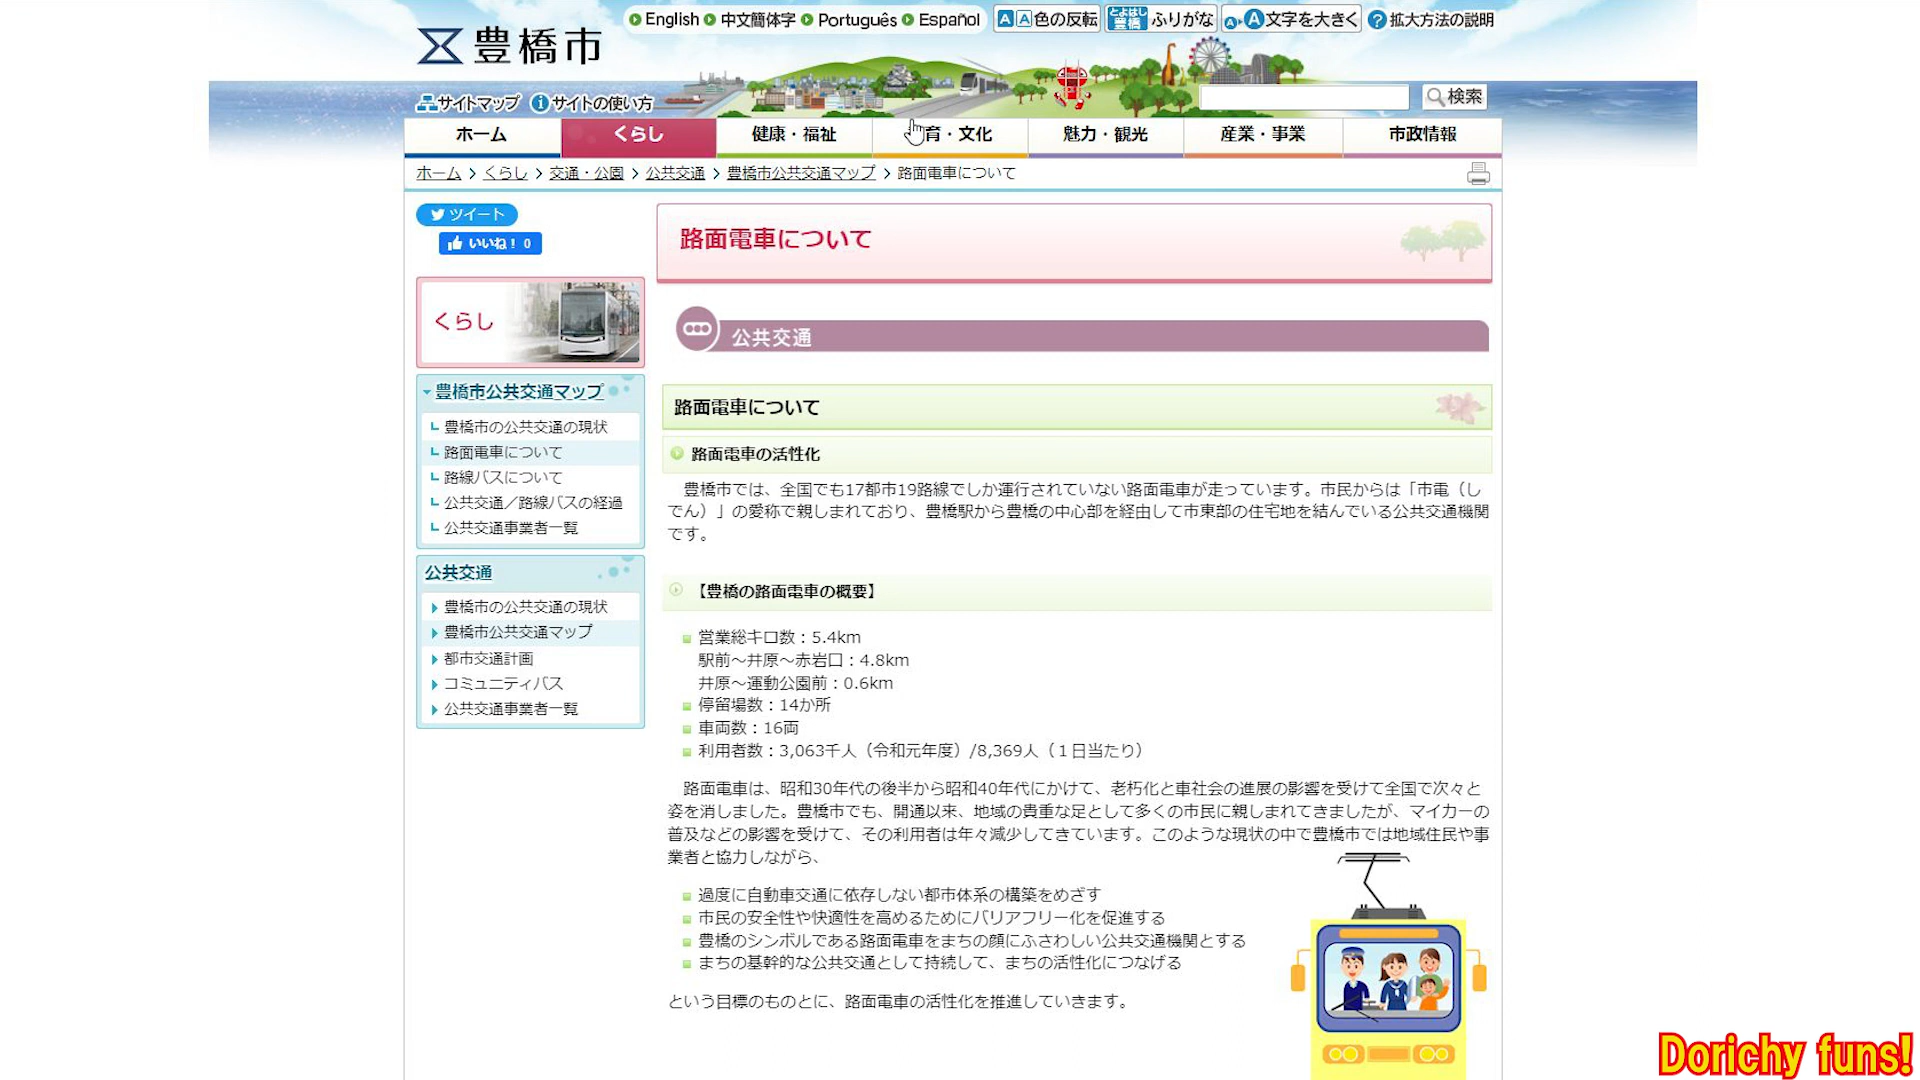 English 中文簡体字 Português Español 色の反転 とよはし 豊橋 ふりがな 文字を大きく 拡大方法の説明
豊橋市
サイトマップ サイトの使い方 検索
ホーム くらし 健康・福祉 育・文化 魅力・観光 産業・事業 市政情報
ホーム > くらし > 交通・公園 > 公共交通 > 豊橋市公共交通マップ > 路面電車について
ツイート
いいね！ 0
くらし
豊橋市公共交通マップ
豊橋市の公共交通の現状
路面電車について
路線バスについて
公共交通／路線バスの経過
公共交通事業者一覧
公共交通
豊橋市の公共交通の現状
豊橋市公共交通マップ
都市交通計画
コミュニティバス
公共交通事業者一覧
路面電車について
公共交通
路面電車について
路面電車の活性化
豊橋市では、全国でも17都市19路線でしか運行されていない路面電車が走っています。市民からは「市電（し
でん）」の愛称で親しまれており、豊橋駅から豊橋の中心部を経由して市東部の住宅地を結んでいる公共交通機関
です。
【豊橋の路面電車の概要】
営業総キロ数：5.4km
駅前～井原～赤岩口：4.8km
井原～運動公園前：0.6km
停留場数：14か所
車両数：16両
利用者数：3,063千人（令和元年度）/8,369人（１日当たり）
路面電車は、昭和30年代の後半から昭和40年代にかけて、老朽化と車社会の進展の影響を受けて全国で次々と
姿を消しました。豊橋市でも、開通以来、地域の貴重な足として多くの市民に親しまれてきましたが、マイカーの
普及などの影響を受けて、その利用者は年々減少してきています。このような現状の中で豊橋市では地域住民や事
業者と協力しながら、
過度に自動車交通に依存しない都市体系の構築をめざす
市民の安全性や快適性を高めるためにバリアフリー化を促進する
豊橋のシンボルである路面電車をまちの顔にふさわしい公共交通機関とする
まちの基幹的な公共交通として持続して、まちの活性化につなげる
という目標のものとに、路面電車の活性化を推進していきます。
Dorichy funs!